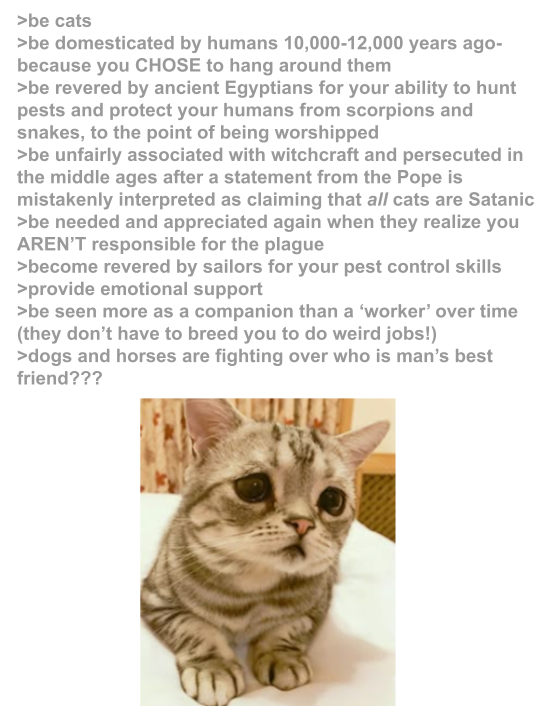 >be cats
>be domesticated by humans 10,000-12,000 years ago-
because you CHOSE to hang around them
>be revered by ancient Egyptians for your ability to hunt
pests and protect your humans from scorpions and
snakes, to the point of being worshipped
>be unfairly associated with witchcraft and persecuted in
the middle ages after a statement from the Pope is
mistakenly interpreted as claiming that all cats are Satanic
>be needed and appreciated again when they realize you
AREN’T responsible for the plague
>become revered by sailors for your pest control skills
>provide emotional support
>be seen more as a companion than a ‘worker’ over time
(they don’t have to breed you to do weird jobs!)
>dogs and horses are fighting over who is man’s best
friend???